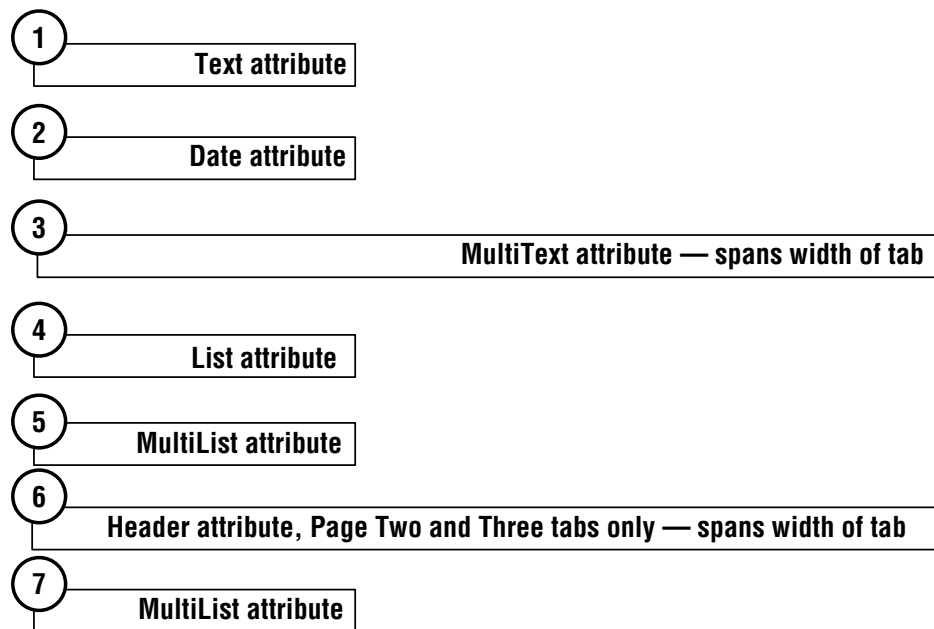 1
Text attribute
2
Date attribute
3
MultiText attribute — spans width of tab
4
List attribute
5
MultiList attribute
6
Header attribute, Page Two and Three tabs only — spans width of tab
7
MultiList attribute